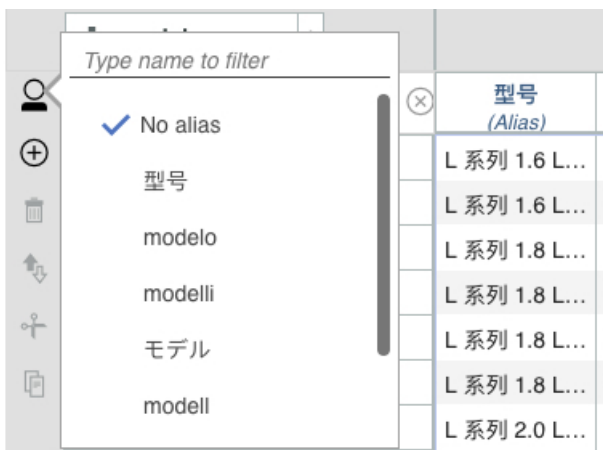 Type name to filter
No alias
型号
modelo
modelli
モデル
modell
型号
(Alias)
L 系列 1.6 L...
L 系列 1.6 L...
L 系列 1.8 L...
L 系列 1.8 L...
L 系列 1.8 L...
L 系列 1.8 L...
L 系列 2.0 L...